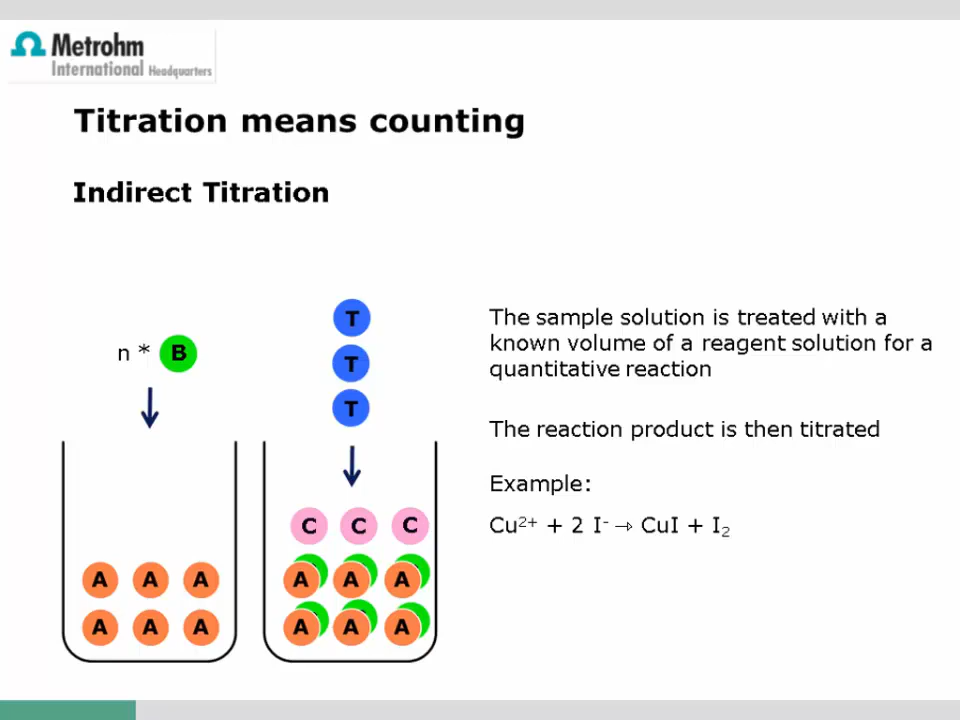 Metrohm
International Headquarters
Titration means counting
Indirect Titration
n * B
T
T
T
C C C
A A A
A A A
A A A
A A A
The sample solution is treated with a
known volume of a reagent solution for a
quantitative reaction
The reaction product is then titrated
Example:
Cu²⁺ + 2 I⁻ → CuI + I₂